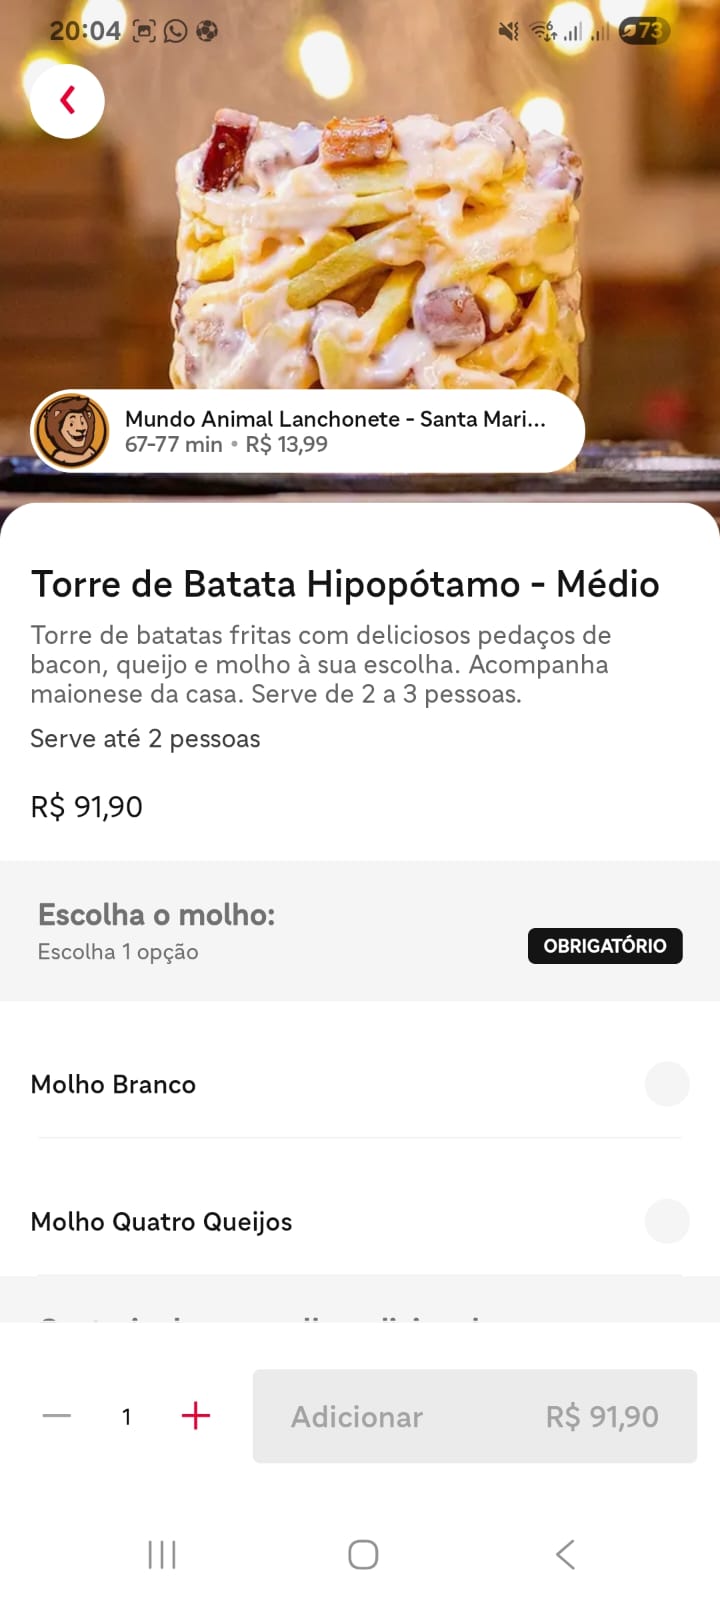 20:04
73
Mundo Animal Lanchonete - Santa Mari...
67-77 min • R$ 13,99
Torre de Batata Hipopótamo - Médio
Torre de batatas fritas com deliciosos pedaços de
bacon, queijo e molho à sua escolha. Acompanha
maionese da casa. Serve de 2 a 3 pessoas.
Serve até 2 pessoas
R$ 91,90
Escolha o molho:
Escolha 1 opção
OBRIGATÓRIO
Molho Branco
Molho Quatro Queijos
1
Adicionar R$ 91,90